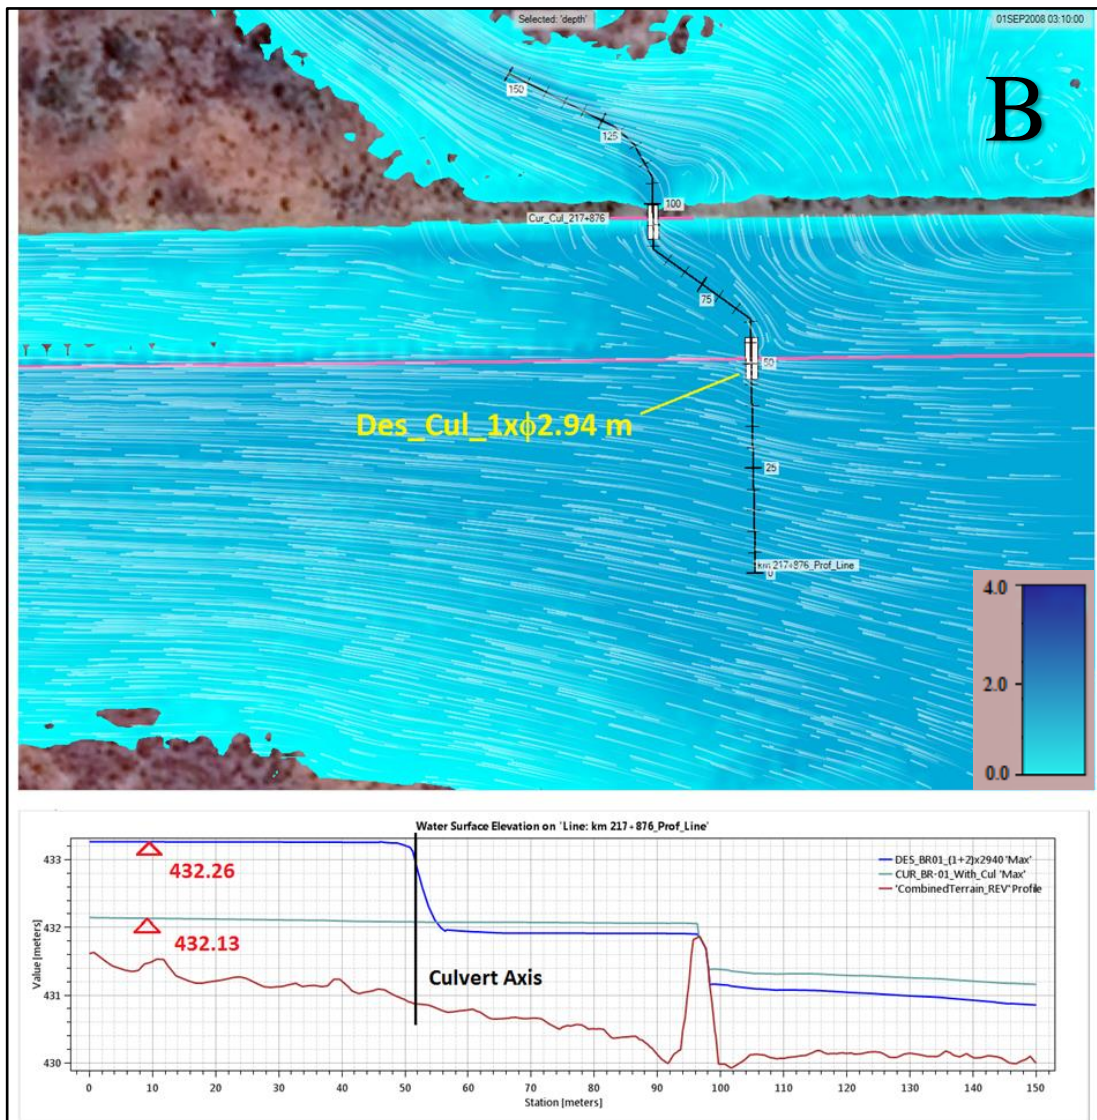 Selected: 'depth'
01SEP2008 03:10:00
B
150
125
100
Cur_Cul_217+876
75
50
Des_Cul_1xϕ2.94 m
25
km 217+876_Prof_Line
0
4.0
2.0
0.0
Water Surface Elevation on 'Line: km 217+876_Prof_Line'
DES_BR01_(1+2)x2940 'Max'
CUR_BR-01_With_Cul 'Max'
'CombinedTerrain_REV' Profile
433
432
431
430
Value [meters]
432.26
432.13
Culvert Axis
0 10 20 30 40 50 60 70 80 90 100 110 120 130 140 150
Station [meters]